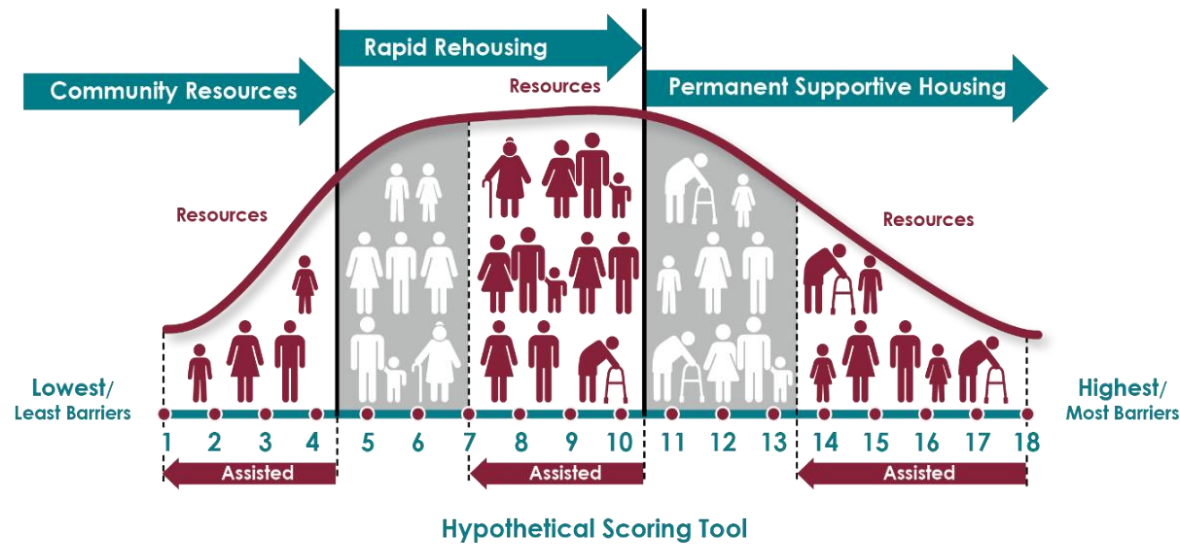 Rapid Rehousing
Community Resources
Resources
Permanent Supportive Housing
Resources
Resources
Lowest/
Least Barriers
Highest/
Most Barriers
1 2 3 4 5 6 7 8 9 10 11 12 13 14 15 16 17 18
Assisted Assisted Assisted
Hypothetical Scoring Tool